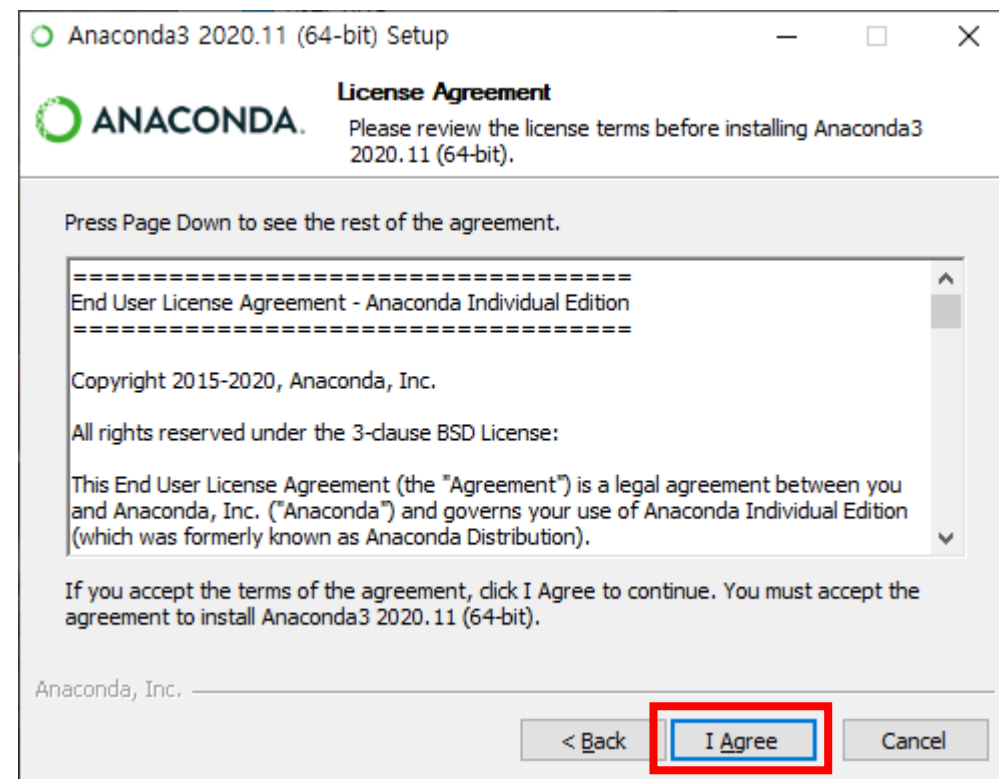 Anaconda3 2020.11 (64-bit) Setup
ANACONDA.
License Agreement
Please review the license terms before installing Anaconda3
2020.11 (64-bit).
Press Page Down to see the rest of the agreement.
===================================
End User License Agreement - Anaconda Individual Edition
===================================
Copyright 2015-2020, Anaconda, Inc.
All rights reserved under the 3-clause BSD License:
This End User License Agreement (the "Agreement") is a legal agreement between you
and Anaconda, Inc. ("Anaconda") and governs your use of Anaconda Individual Edition
(which was formerly known as Anaconda Distribution).
If you accept the terms of the agreement, click I Agree to continue. You must accept the
agreement to install Anaconda3 2020.11 (64-bit).
Anaconda, Inc.
< Back
I Agree
Cancel